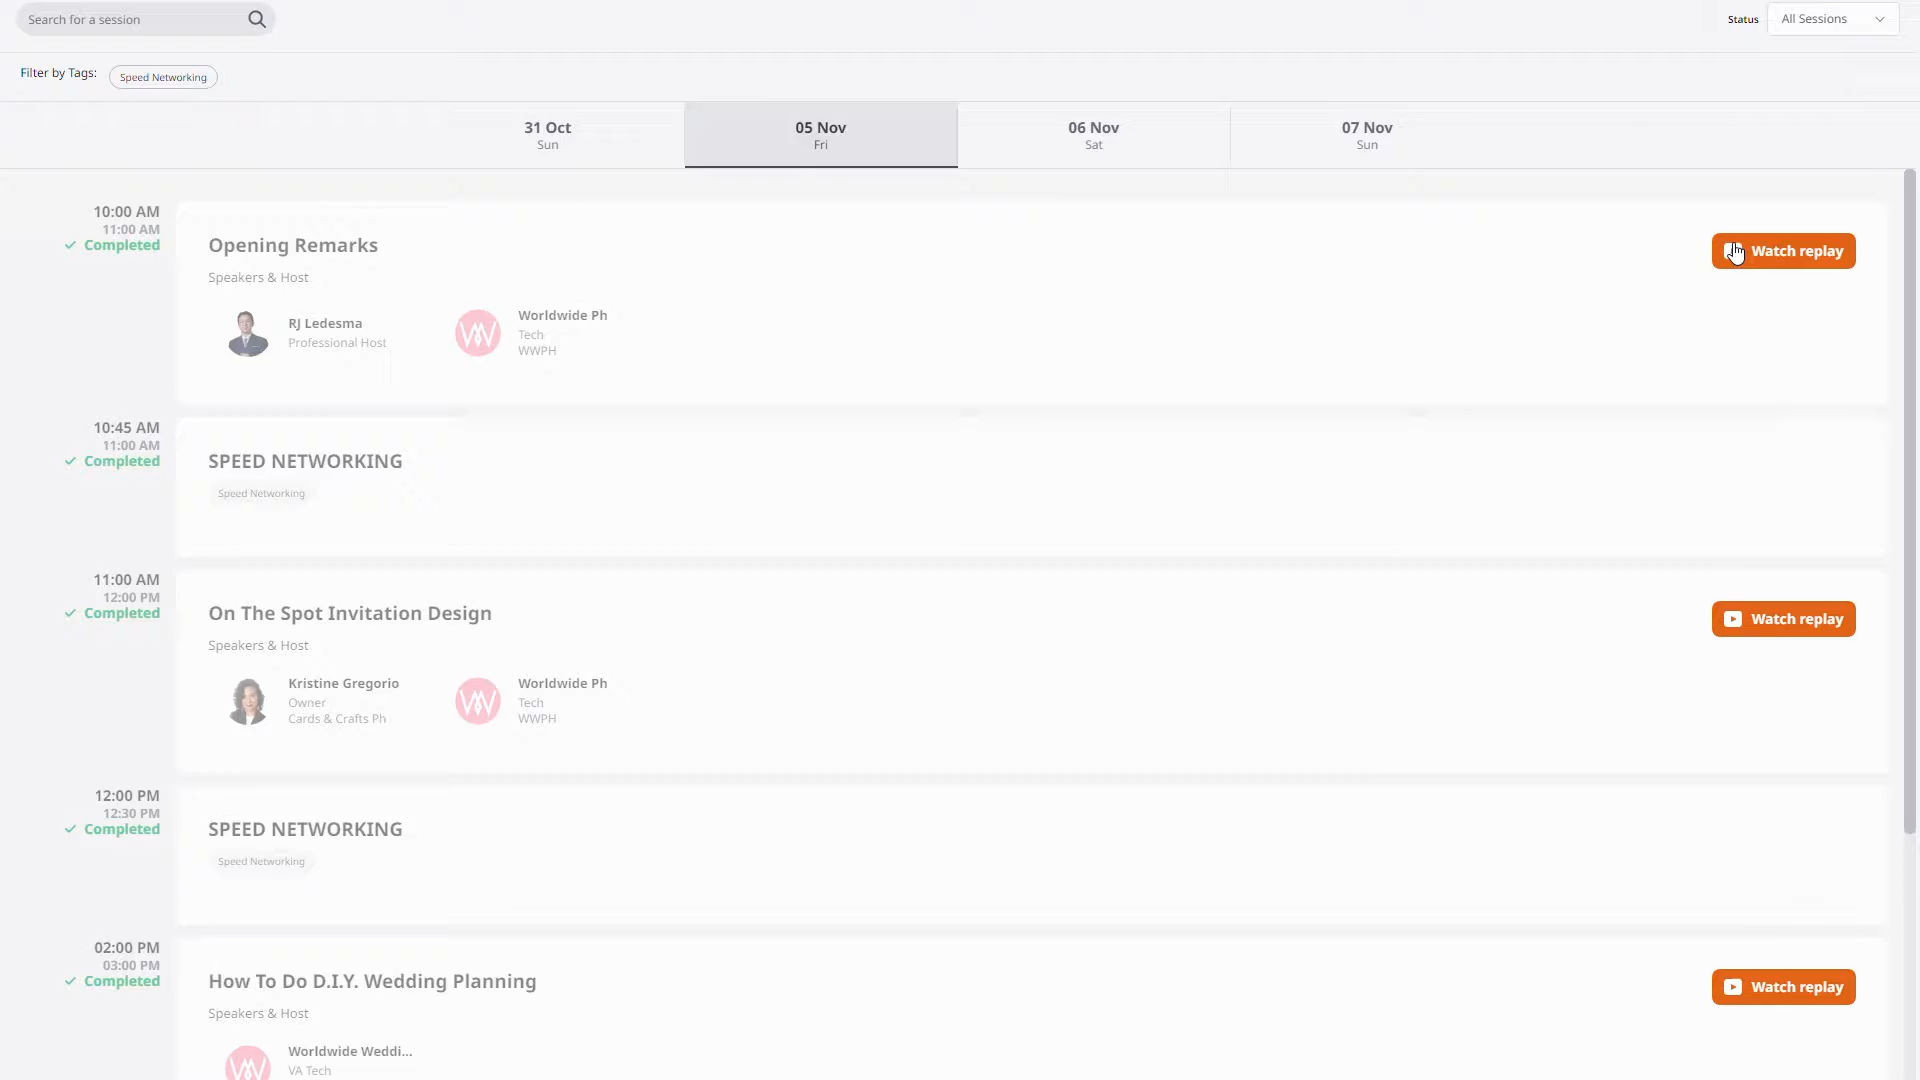 Search for a session
Status
All Sessions
Filter by Tags:
Speed Networking
31 Oct
Sun
05 Nov
Fri
06 Nov
Sat
07 Nov
Sun
10:00 AM
11:00 AM
Completed
Opening Remarks
Watch replay
Speakers & Host
RJ Ledesma
Professional Host
Worldwide Ph
Tech
WWPH
10:45 AM
11:00 AM
Completed
SPEED NETWORKING
Speed Networking
11:00 AM
12:00 PM
Completed
On The Spot Invitation Design
Watch replay
Speakers & Host
Kristine Gregorio
Owner
Cards & Crafts Ph
Worldwide Ph
Tech
WWPH
12:00 PM
12:30 PM
Completed
SPEED NETWORKING
Speed Networking
02:00 PM
03:00 PM
Completed
How To Do D.I.Y. Wedding Planning
Watch replay
Speakers & Host
Worldwide Weddi...
VA Tech